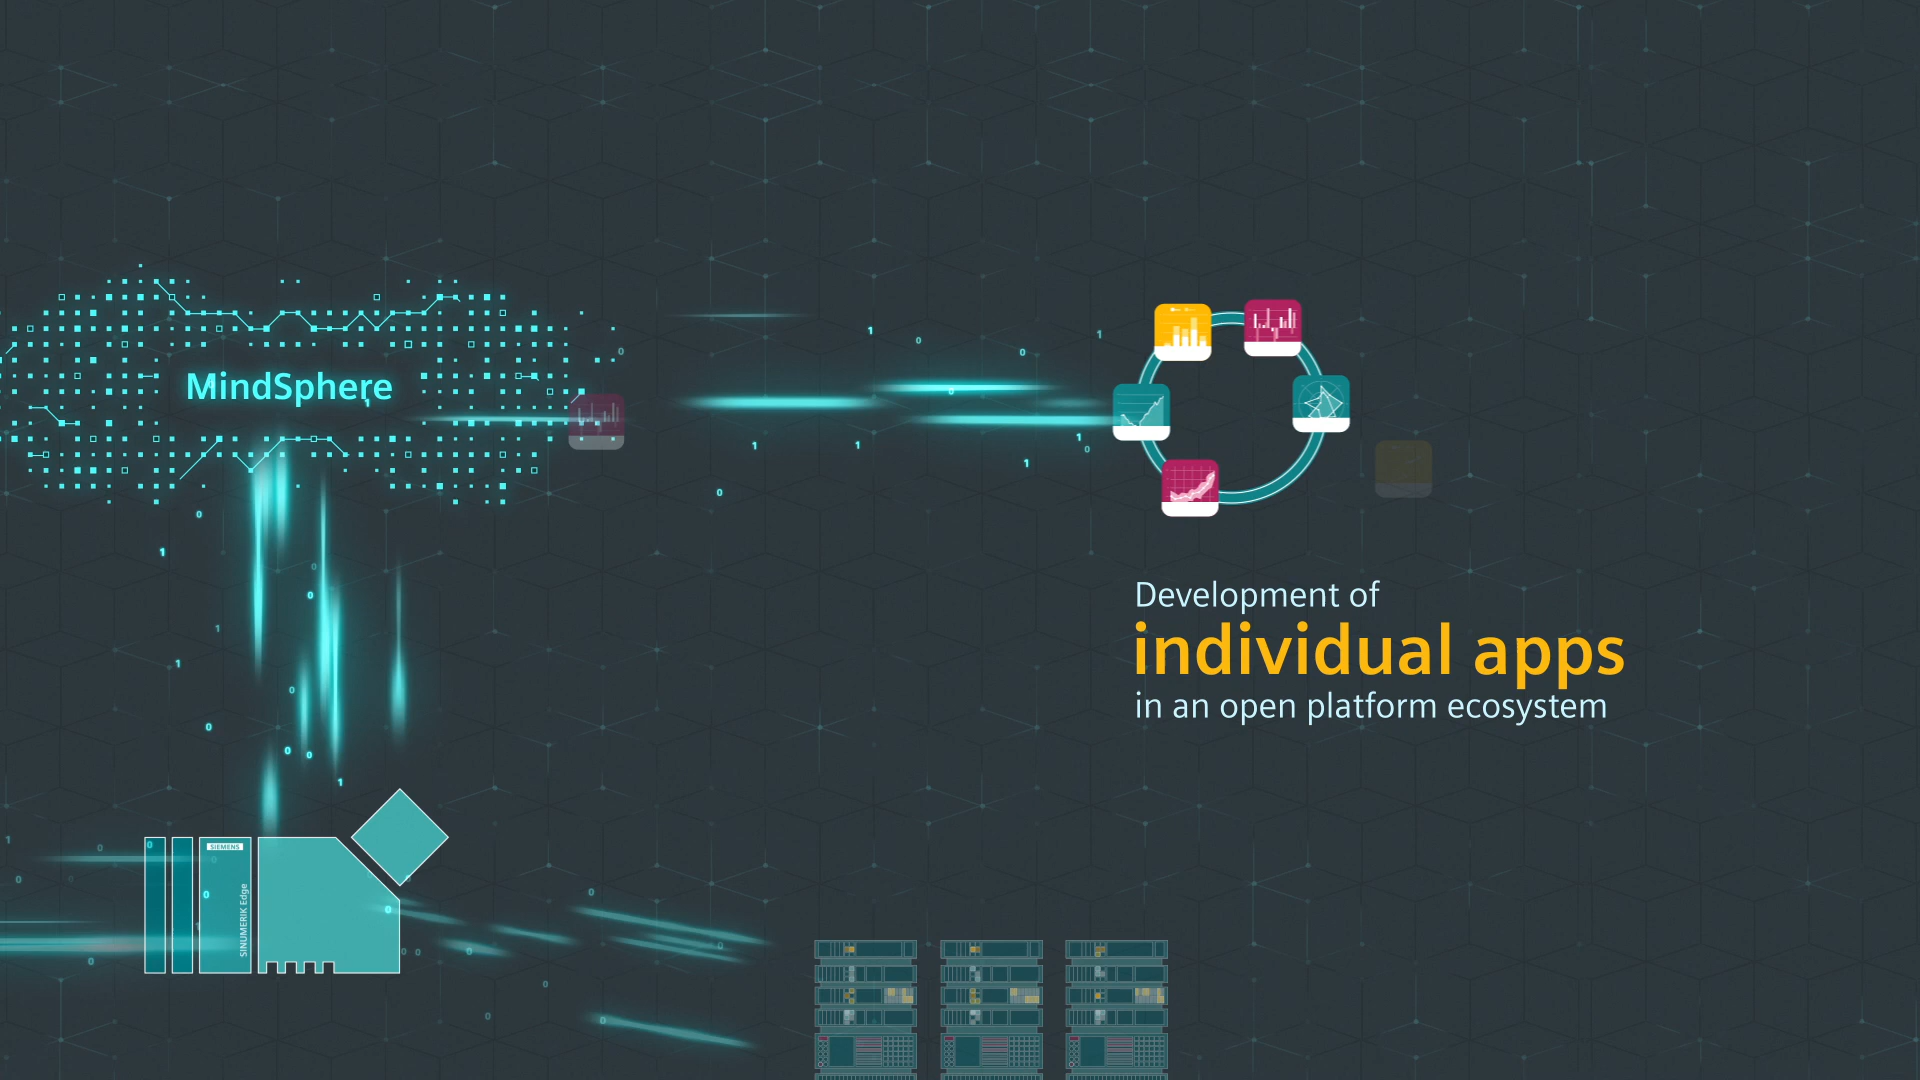 MindSphere
Development of
individual apps
in an open platform ecosystem
SIEMENS
SINUMERIK Edge